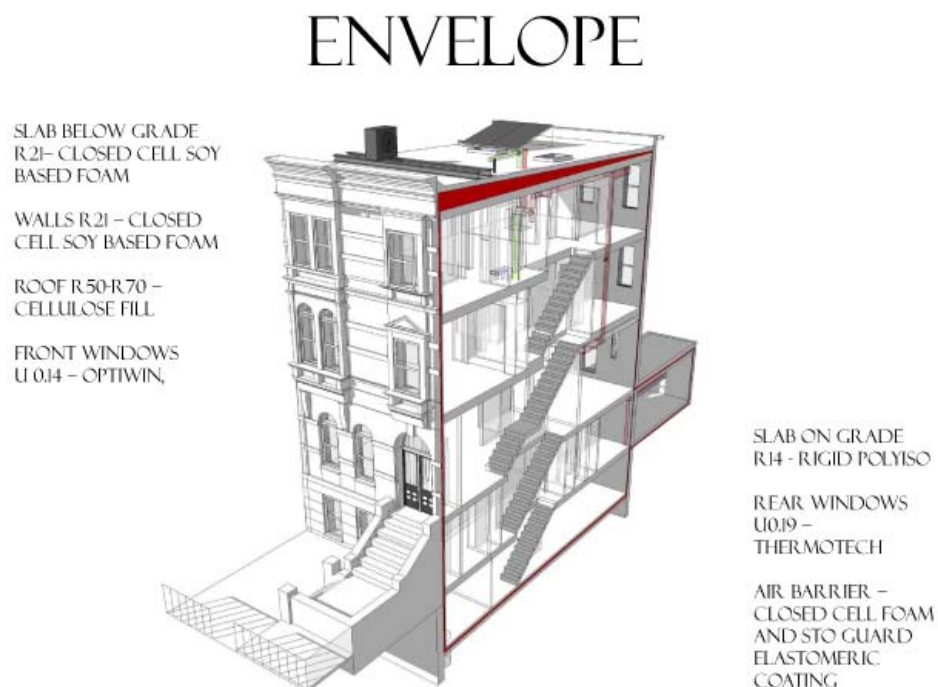 ENVELOPE
SLAB BELOW GRADE
R21– CLOSED CELL SOY
BASED FOAM
WALLS R21 – CLOSED
CELL SOY BASED FOAM
ROOF R50-R70 –
CELLULOSE FILL
FRONT WINDOWS
U 0.14 – OPTIWIN,
SLAB ON GRADE
R14 - RIGID POLYISO
REAR WINDOWS
U0.19 –
THERMOTECH
AIR BARRIER –
CLOSED CELL FOAM
AND STO GUARD
ELASTOMERIC
COATING